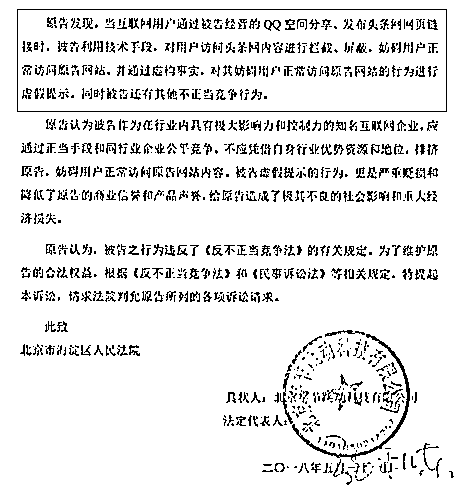 原告发现，当互联网用户通过被告经营的QQ空间分享、发布头条网网页链
接时，被告利用技术手段，对用户访问头条网内容进行拦截、屏蔽，妨碍用户正
常访问原告网站，并通过虚构事实，对其妨碍用户正常访问原告网站的行为进行
虚假提示。同时被告还有其他不正当竞争行为。
原告认为被告作为在行业内具有极大影响力和控制力的知名互联网企业，应
通过正当手段和同行业企业公平竞争，不应凭借自身行业优势资源和地位，排挤
原告，妨碍用户正常访问原告网站内容。被告虚假提示的行为，更是严重贬损和
降低了原告的商业信誉和产品声誉，给原告造成了极其不良的社会影响和重大经
济损失。
原告认为，被告之行为违反了《反不正当竞争法》的有关规定，为了维护原
告的合法权益，根据《反不正当竞争法》和《民事诉讼法》等相关规定，特提起
本诉讼，请求法院判允原告所列的各项诉讼请求。
此致
北京市海淀区人民法院
具状人：北京字节跳动科技有限公司
法定代表人：
二〇一八年五月 日